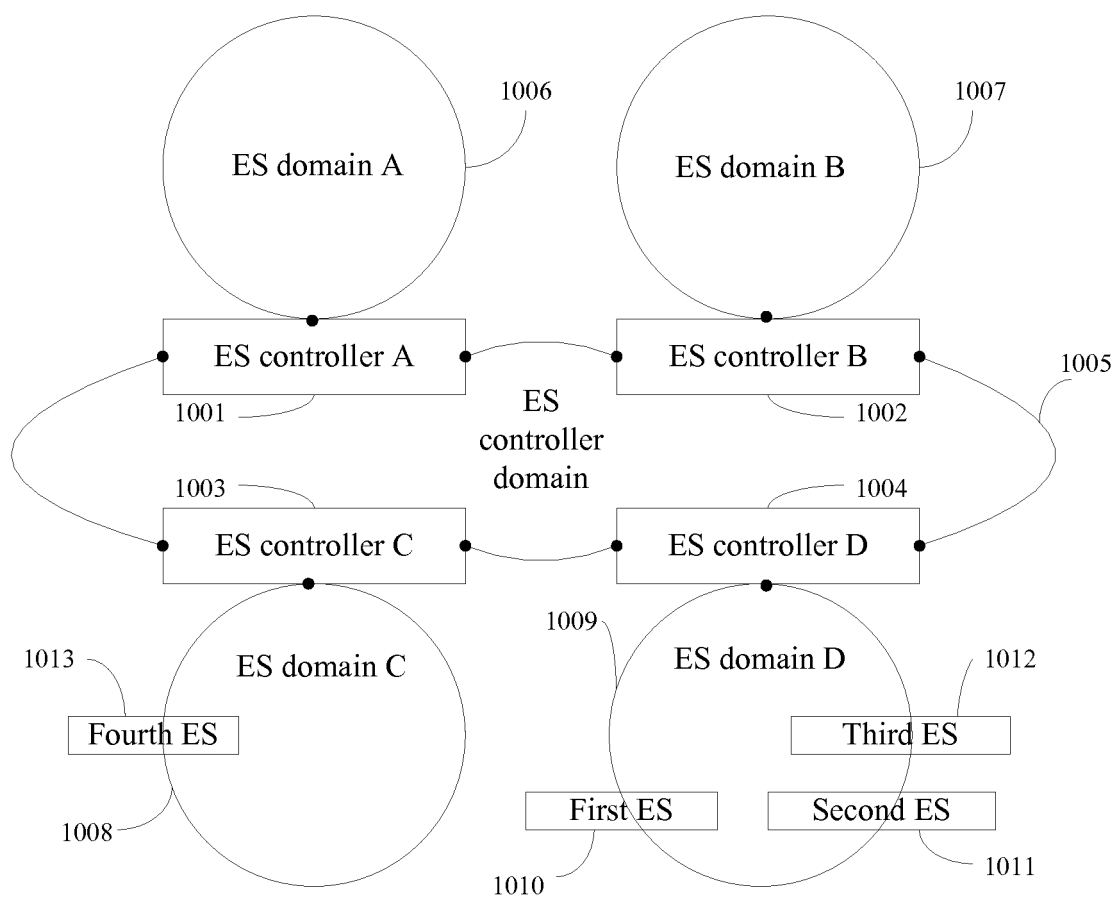 1006
1007
ES domain A
ES domain B
ES controller A
ES controller B
1005
1001
ES
controller
domain
1002
1003
1004
ES controller C
ES controller D
1009
1013
ES domain C
ES domain D
1012
Fourth ES
Third ES
First ES
Second ES
1008
1010
1011